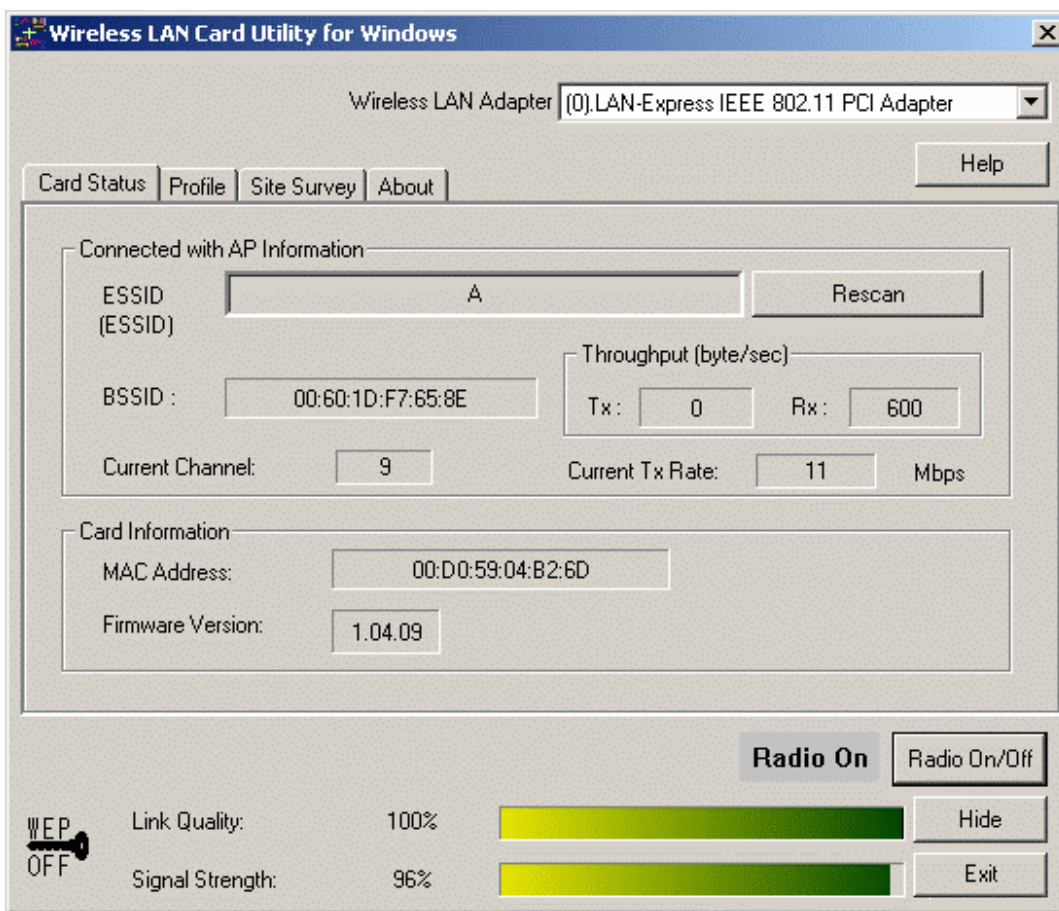 Wireless LAN Card Utility for Windows
Wireless LAN Adapter (0).LAN-Express IEEE 802.11 PCI Adapter
Help
Card Status Profile Site Survey About
Connected with AP Information
ESSID A Rescan
(ESSID)
Throughput (byte/sec)
BSSID : 00:60:1D:F7:65:8E Tx : 0 Rx : 600
Current Channel: 9 Current Tx Rate: 11 Mbps
Card Information
MAC Address: 00:D0:59:04:B2:6D
Firmware Version: 1.04.09
Radio On Radio On/Off
WEP OFF
Link Quality: 100% Hide
Signal Strength: 96% Exit